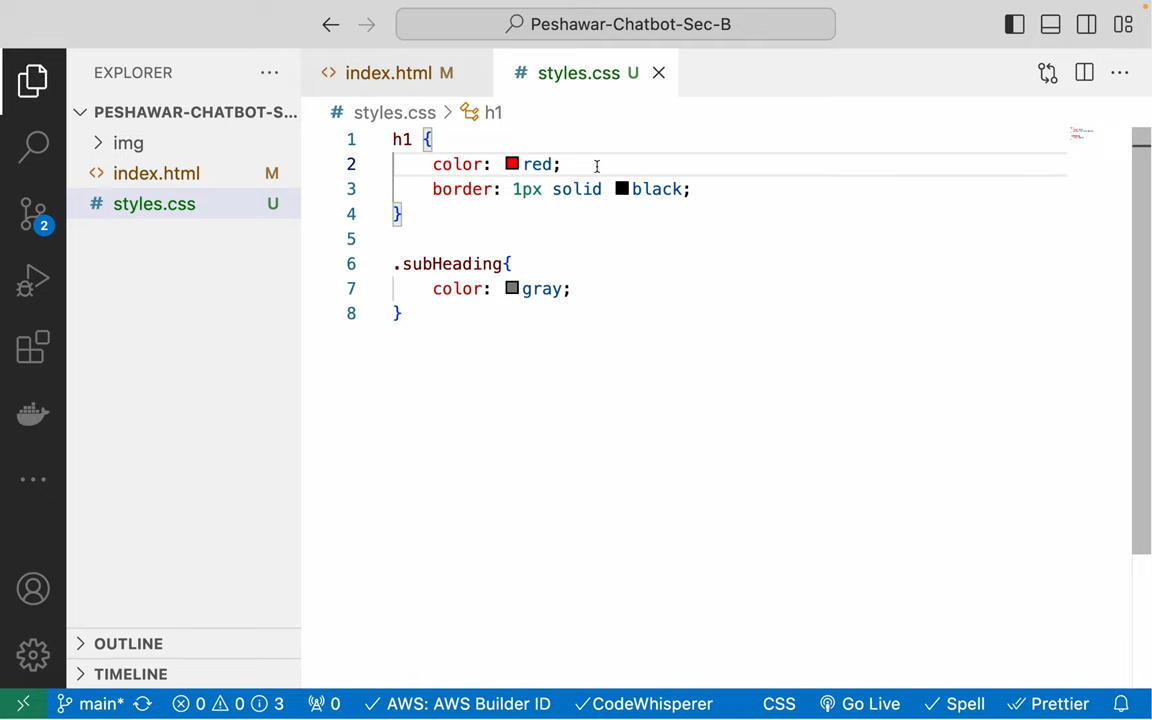 Peshawar-Chatbot-Sec-B
EXPLORER
PESHAWAR-CHATBOT-S...
img
index.html M
styles.css U
OUTLINE
TIMELINE
index.html M
styles.css U
styles.css > h1
1 h1 {
2 color: red;
3 border: 1px solid black;
4 }
5
6 .subHeading{
7 color: gray;
8 }
2
main* 0 0 3 0 AWS: AWS Builder ID CodeWhisperer CSS Go Live Spell Prettier